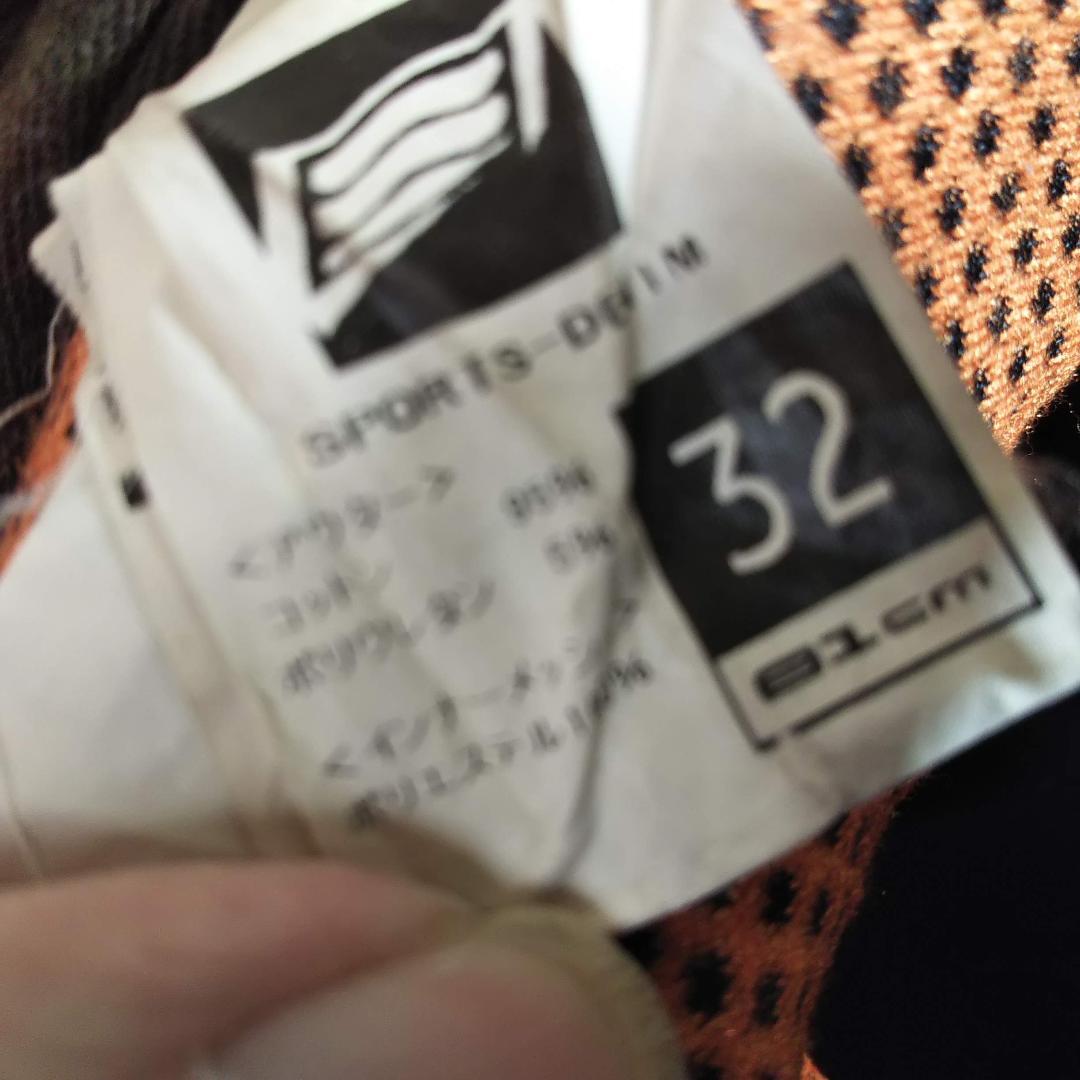 SPORTS-DENIM
<アウター>
コットン 95%
ポリウレタン 5%
<インナーメッシュ>
ポリエステル100%
32
81cm